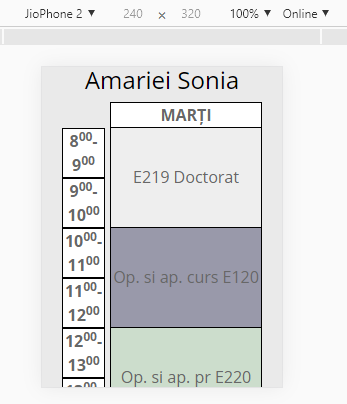 JioPhone 2 ▼ 240 × 320 100% ▼ Online ▼
Amariei Sonia
MARȚI
8⁰⁰-
9⁰⁰
E219 Doctorat
9⁰⁰-
10⁰⁰
10⁰⁰-
11⁰⁰
Op. si ap. curs E120
11⁰⁰-
12⁰⁰
12⁰⁰-
13⁰⁰
Op. si ap. pr E220